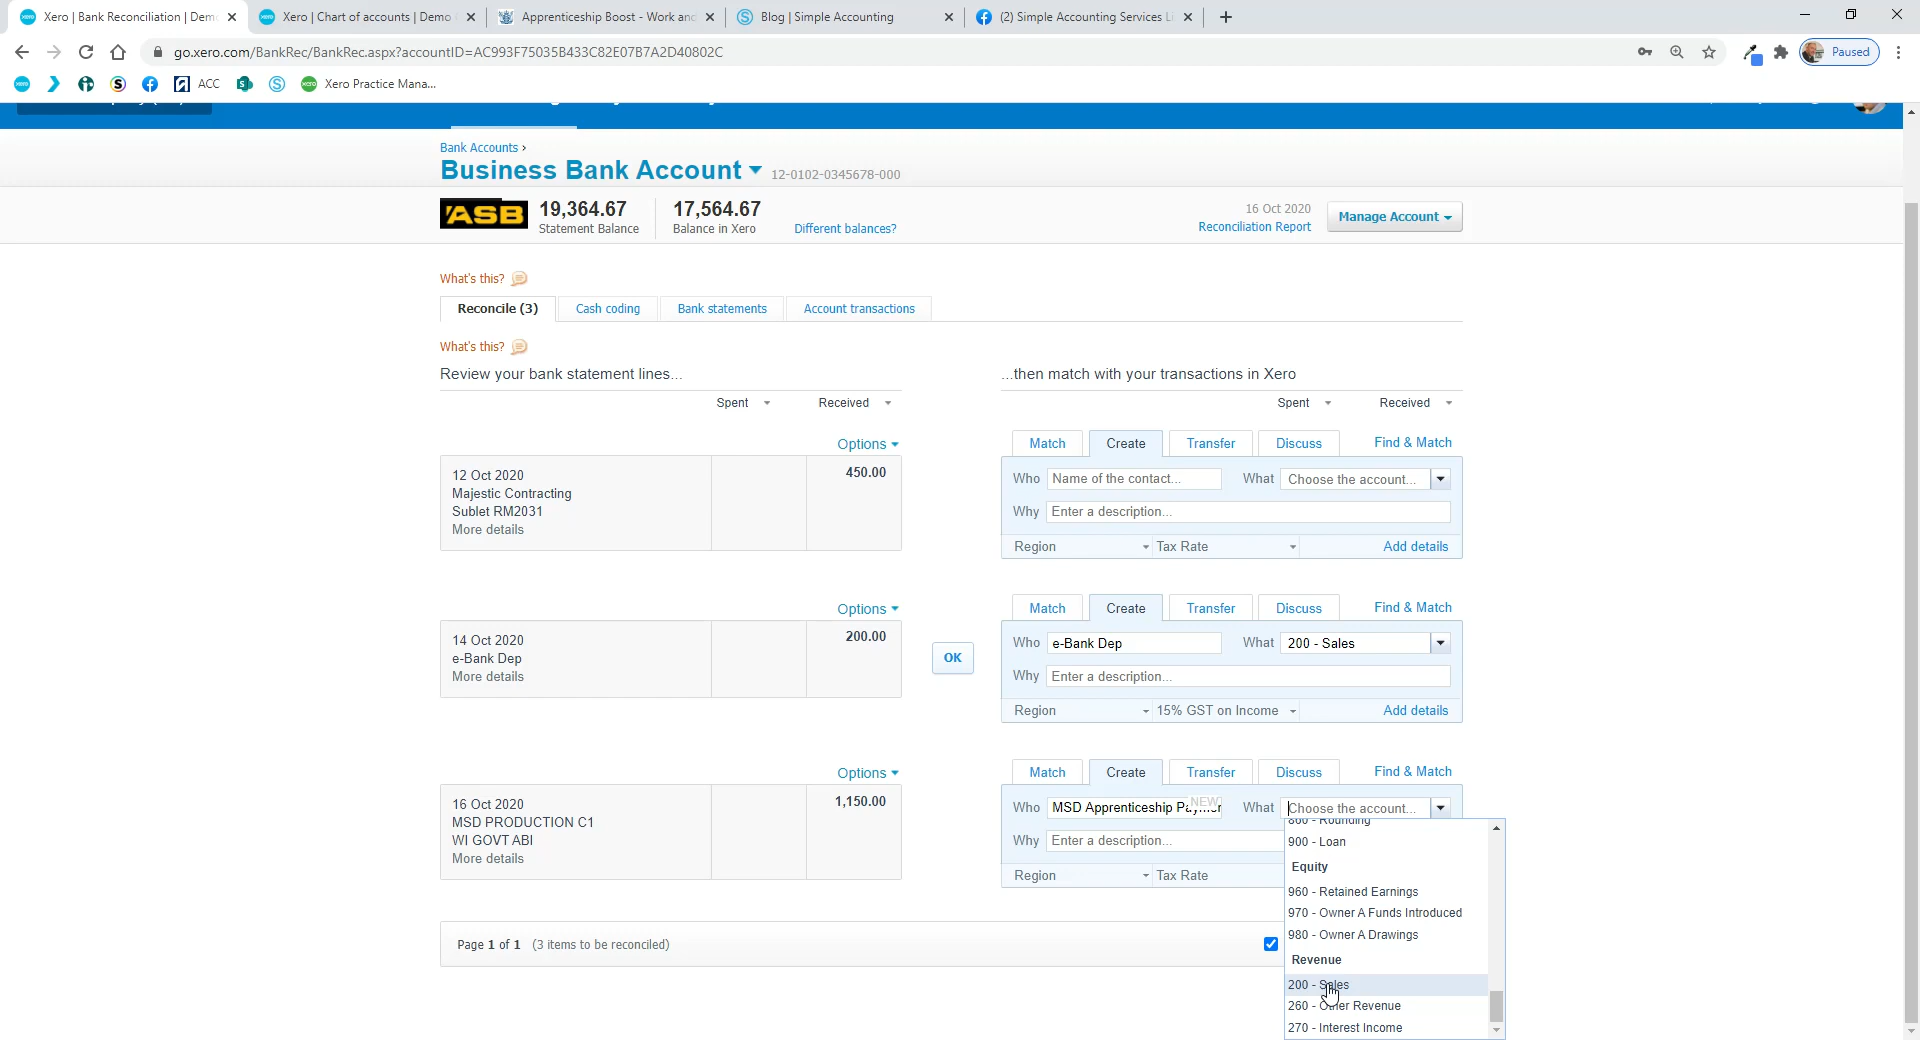 Xero | Bank Reconciliation | Dem
Xero | Chart of accounts | Demo
Apprenticeship Boost - Work and
Blog | Simple Accounting
(2) Simple Accounting Services Li
go.xero.com/BankRec/BankRec.aspx?accountID=AC993F75035B433C82E07B7A2D40802C
Paused
ACC
Xero Practice Mana...
Bank Accounts ›
Business Bank Account 12-0102-0345678-000
ASB
19,364.67
Statement Balance
17,564.67
Balance in Xero
Different balances?
16 Oct 2020
Reconciliation Report
Manage Account
What's this?
Reconcile (3)
Cash coding
Bank statements
Account transactions
What's this?
Review your bank statement lines...
...then match with your transactions in Xero
Spent
Received
Spent
Received
Options
Match
Create
Transfer
Discuss
Find & Match
12 Oct 2020
Majestic Contracting
Sublet RM2031
More details
450.00
Who Name of the contact...
What Choose the account...
Why Enter a description...
Region
Tax Rate
Add details
Options
Match
Create
Transfer
Discuss
Find & Match
14 Oct 2020
e-Bank Dep
More details
200.00
OK
Who e-Bank Dep
What 200 - Sales
Why Enter a description...
Region
15% GST on Income
Add details
Options
Match
Create
Transfer
Discuss
Find & Match
16 Oct 2020
MSD PRODUCTION C1
WI GOVT ABI
More details
1,150.00
Who MSD Apprenticeship
NEW
What Choose the account...
Why Enter a description...
Region
Tax Rate
860 - Rounding
900 - Loan
Equity
960 - Retained Earnings
970 - Owner A Funds Introduced
980 - Owner A Drawings
Revenue
200 - Sales
260 - Other Revenue
270 - Interest Income
Page 1 of 1 (3 items to be reconciled)